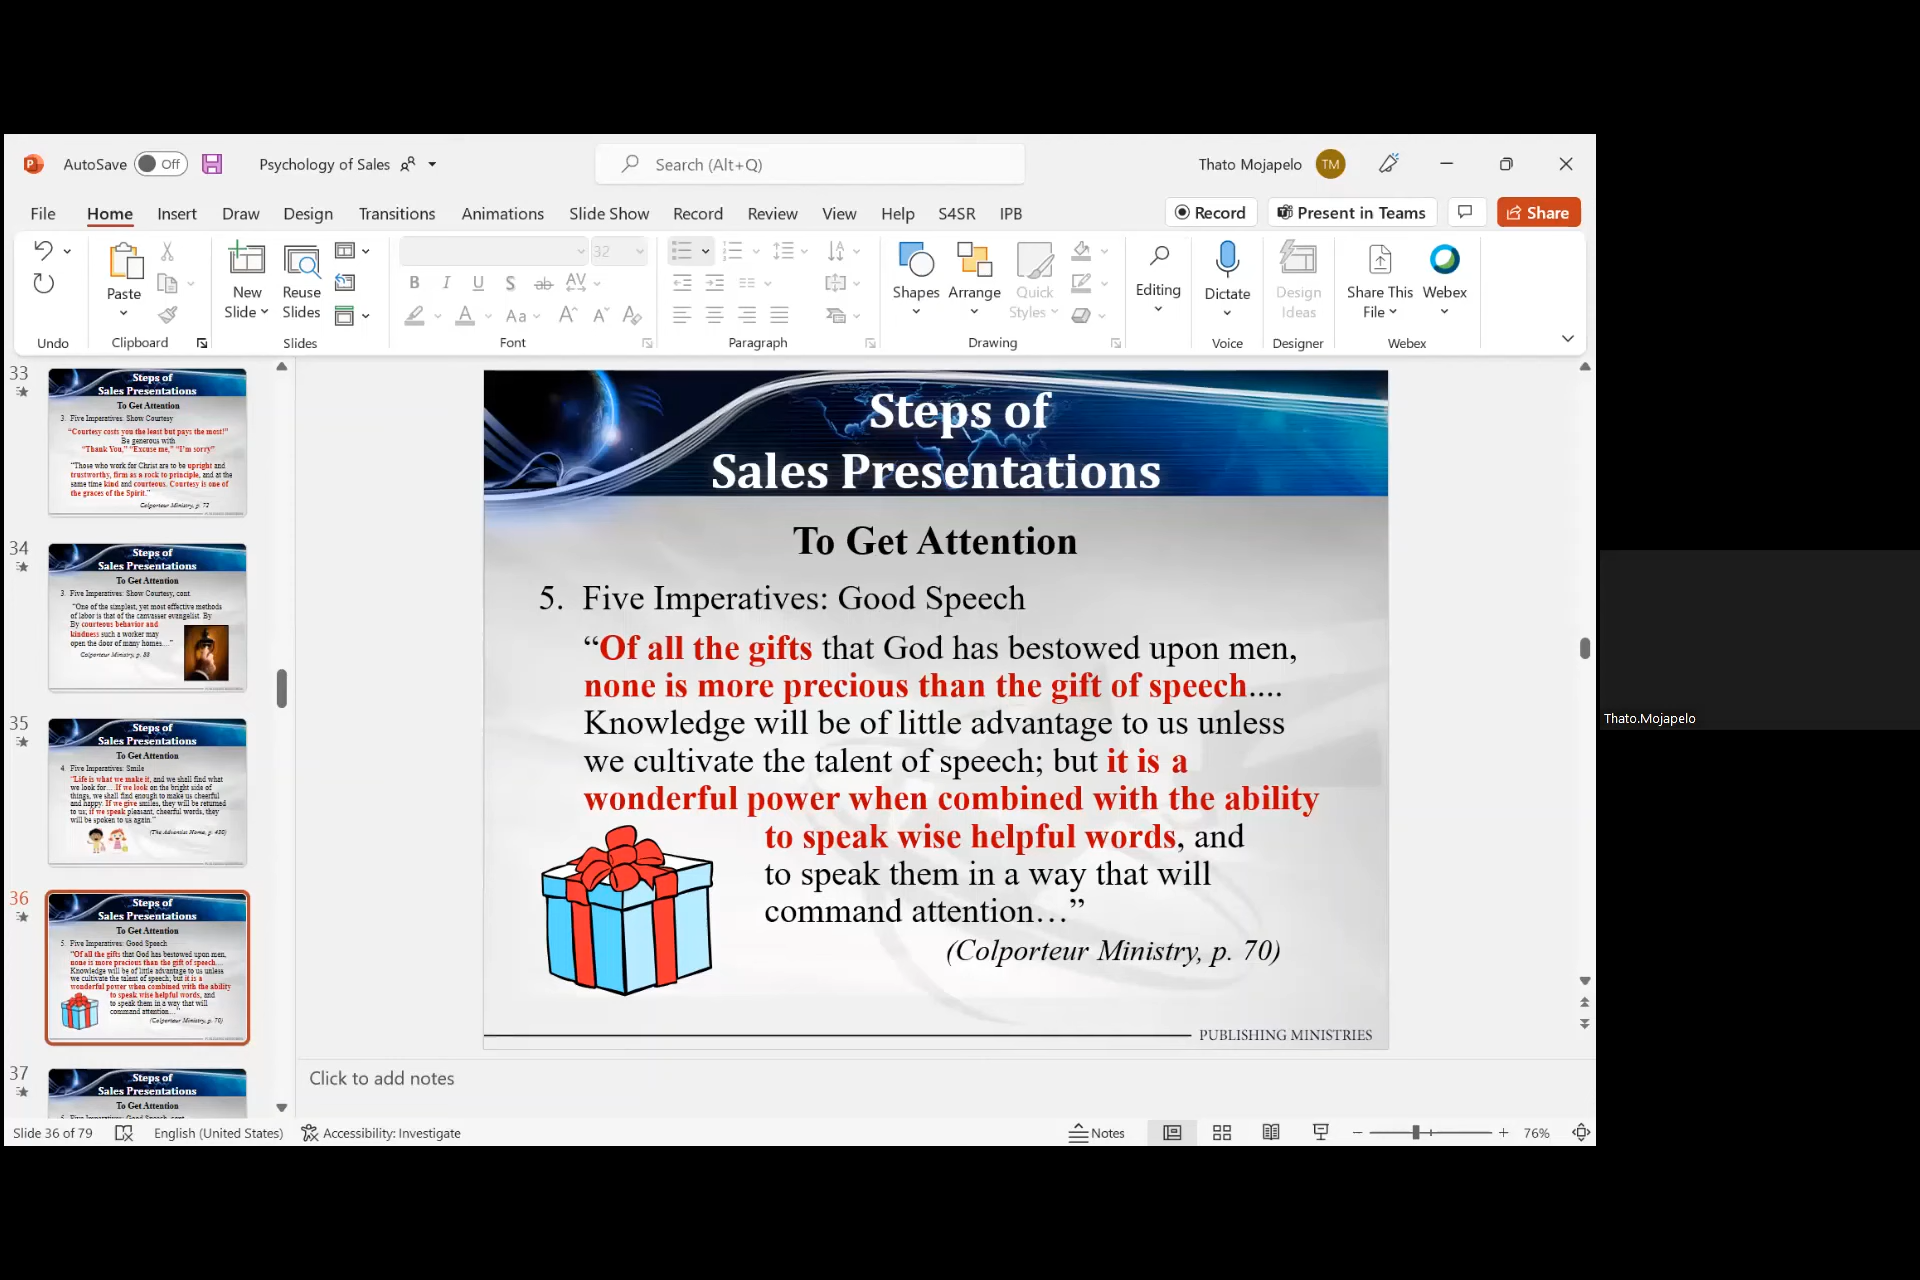 AutoSave Off Psychology of Sales Search (Alt+Q) Thato Mojapelo TM
File Home Insert Draw Design Transitions Animations Slide Show Record Review View Help S4SR IPB Record Present in Teams Share
Paste New Slide Reuse Slides 32 Shapes Arrange Quick Styles Editing Dictate Design Ideas Share This File Webex
Undo Clipboard Slides Font Paragraph Drawing Voice Designer Webex
33
Steps of
Sales Presentations
To Get Attention
3. Five Imperatives: Show Courtesy
“Courtesy costs you the least but pays the most!”
Be generous with
“Thank You,” “Excuse me,” “I’m sorry”
“Those who work for Christ are to be upright and
trustworthy, firm as a rock to principle, and at the
same time kind and courteous. Courtesy is one of
the graces of the Spirit.”
Colporteur Ministry, p. 72
34
Steps of
Sales Presentations
To Get Attention
3. Five Imperatives: Show Courtesy, cont.
“One of the simplest, yet most effective methods
of labor is that of the canvasser evangelist. By
By courteous behavior and
kindness such a worker may
open the door of many homes…”
Colporteur Ministry, p. 88
35
Steps of
Sales Presentations
To Get Attention
4. Five Imperatives: Smile
“Life is what we make it, and we shall find what
we look for… If we look on the bright side of
things, we shall find enough to make us cheerful
and happy. If we give smiles, they will be returned
to us; if we speak pleasant, cheerful words, they
will be spoken to us again.”
(The Adventist Home, p. 430)
36
Steps of
Sales Presentations
To Get Attention
5. Five Imperatives: Good Speech
“Of all the gifts that God has bestowed upon men,
none is more precious than the gift of speech....
Knowledge will be of little advantage to us unless
we cultivate the talent of speech; but it is a
wonderful power when combined with the ability
to speak wise helpful words, and
to speak them in a way that will
command attention…”
(Colporteur Ministry, p. 70)
37
Steps of
Sales Presentations
To Get Attention
Steps of
Sales Presentations
To Get Attention
5. Five Imperatives: Good Speech
“Of all the gifts that God has bestowed upon men,
none is more precious than the gift of speech....
Knowledge will be of little advantage to us unless
we cultivate the talent of speech; but it is a
wonderful power when combined with the ability
to speak wise helpful words, and
to speak them in a way that will
command attention…”
(Colporteur Ministry, p. 70)
PUBLISHING MINISTRIES
Click to add notes
Slide 36 of 79 English (United States) Accessibility: Investigate Notes 76%
Thato.Mojapelo